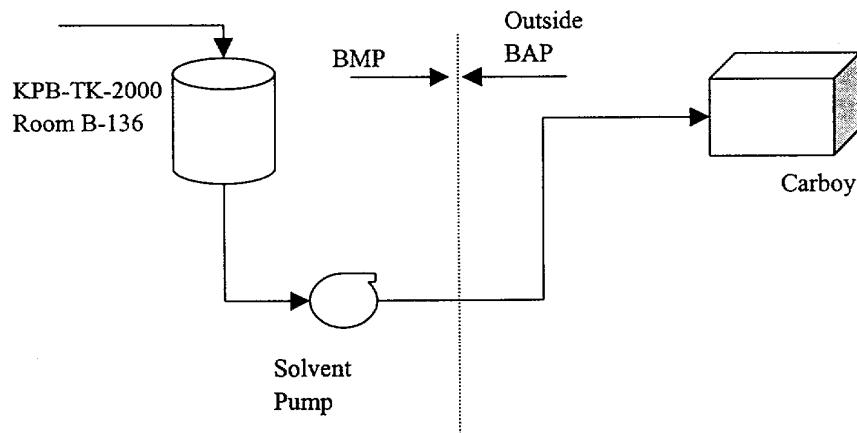 KPB-TK-2000
Room B-136
BMP
Outside
BAP
Carboy
Solvent
Pump